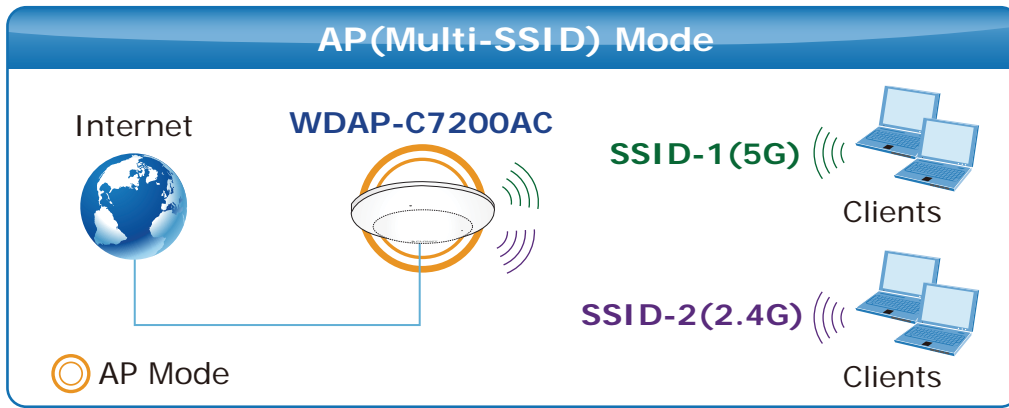 AP(Multi-SSID) Mode
Internet
WDAP-C7200AC
SSID-1(5G)
Clients
SSID-2(2.4G)
Clients
AP Mode